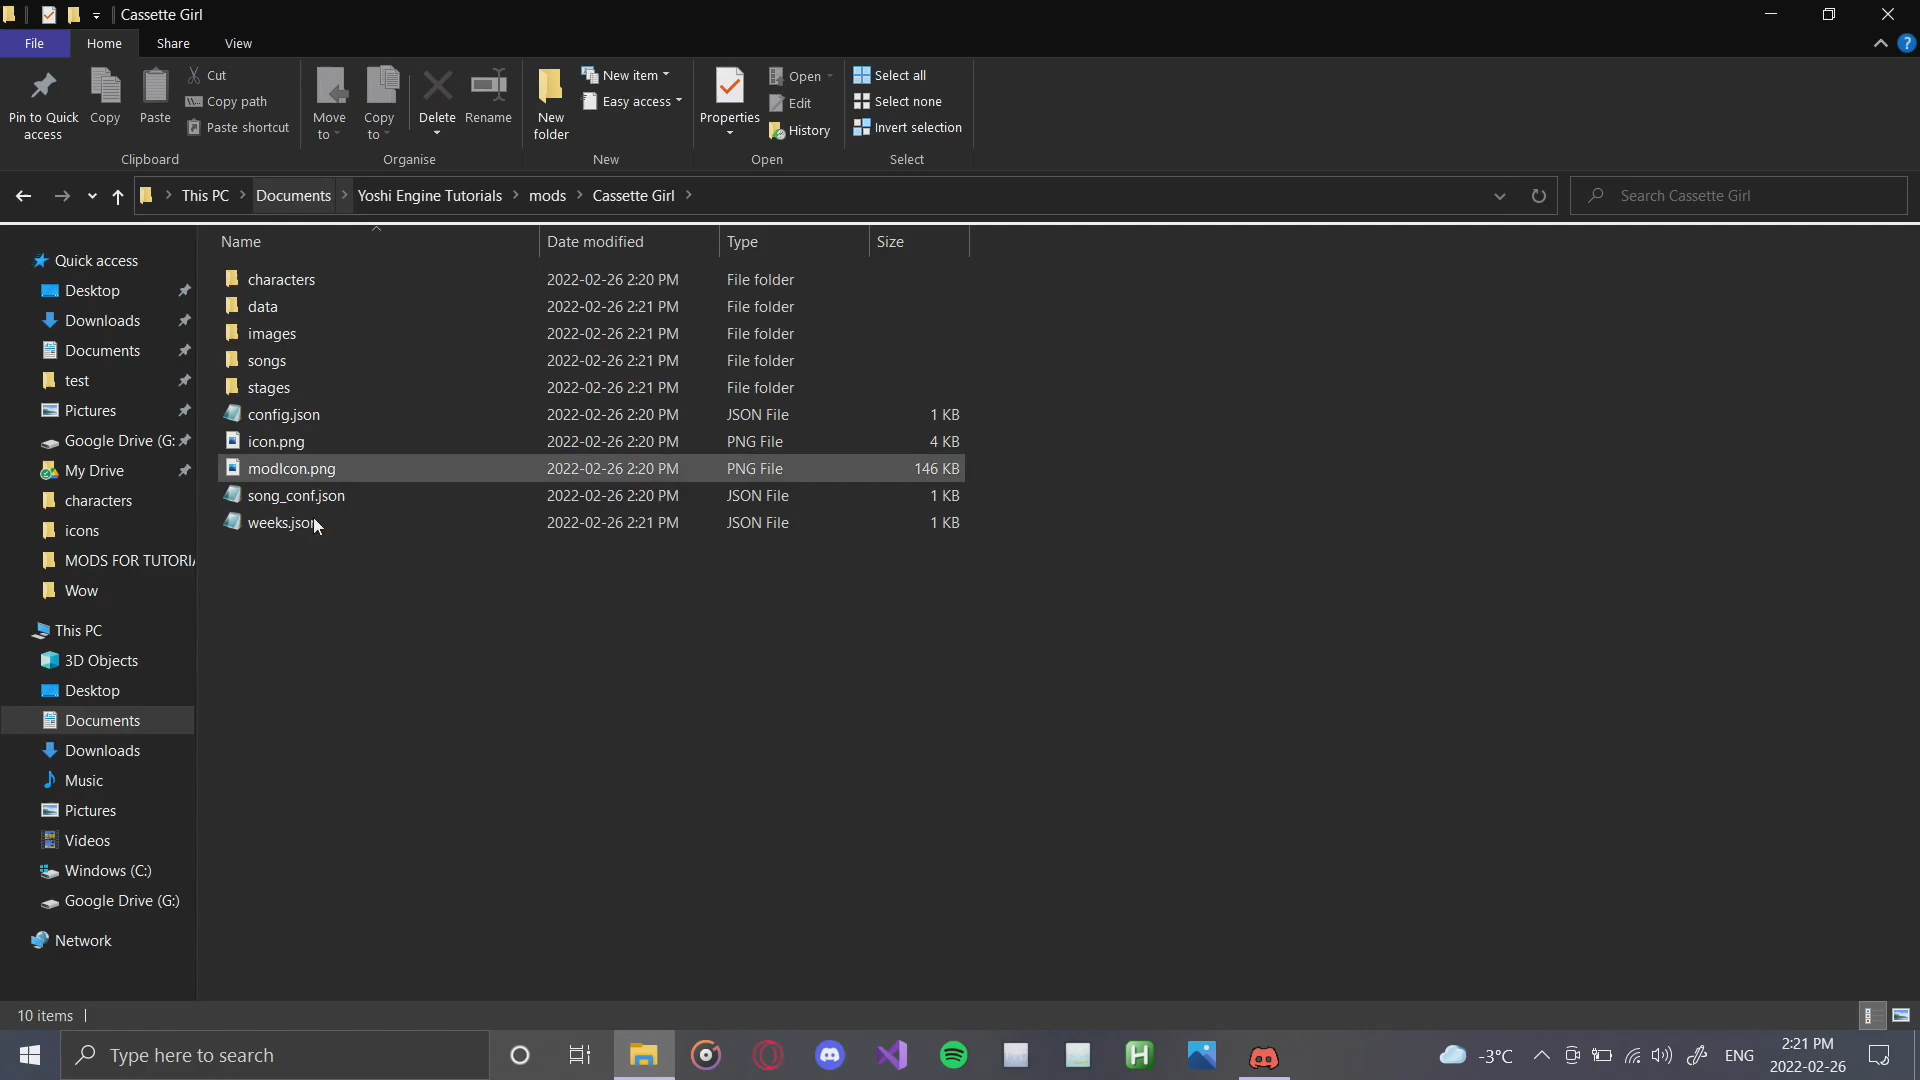 Cassette Girl
File Home Share View
Pin to Quick access
Copy
Paste
Cut
Copy path
Paste shortcut
Clipboard
Move to
Copy to
Delete
Rename
Organise
New folder
New item
Easy access
New
Properties
Open
Edit
History
Open
Select all
Select none
Invert selection
Select
This PC Documents Yoshi Engine Tutorials mods Cassette Girl
Search Cassette Girl
Quick access
Desktop
Downloads
Documents
test
Pictures
Google Drive (G:
My Drive
characters
icons
MODS FOR TUTORI
Wow
This PC
3D Objects
Desktop
Documents
Downloads
Music
Pictures
Videos
Windows (C:)
Google Drive (G:)
Network
Name Date modified Type Size
characters 2022-02-26 2:20 PM File folder
data 2022-02-26 2:21 PM File folder
images 2022-02-26 2:21 PM File folder
songs 2022-02-26 2:21 PM File folder
stages 2022-02-26 2:21 PM File folder
config.json 2022-02-26 2:20 PM JSON File 1 KB
icon.png 2022-02-26 2:20 PM PNG File 4 KB
modIcon.png 2022-02-26 2:20 PM PNG File 146 KB
song_conf.json 2022-02-26 2:20 PM JSON File 1 KB
weeks.json 2022-02-26 2:21 PM JSON File 1 KB
10 items
Type here to search
-3°C
ENG
2:21 PM
2022-02-26